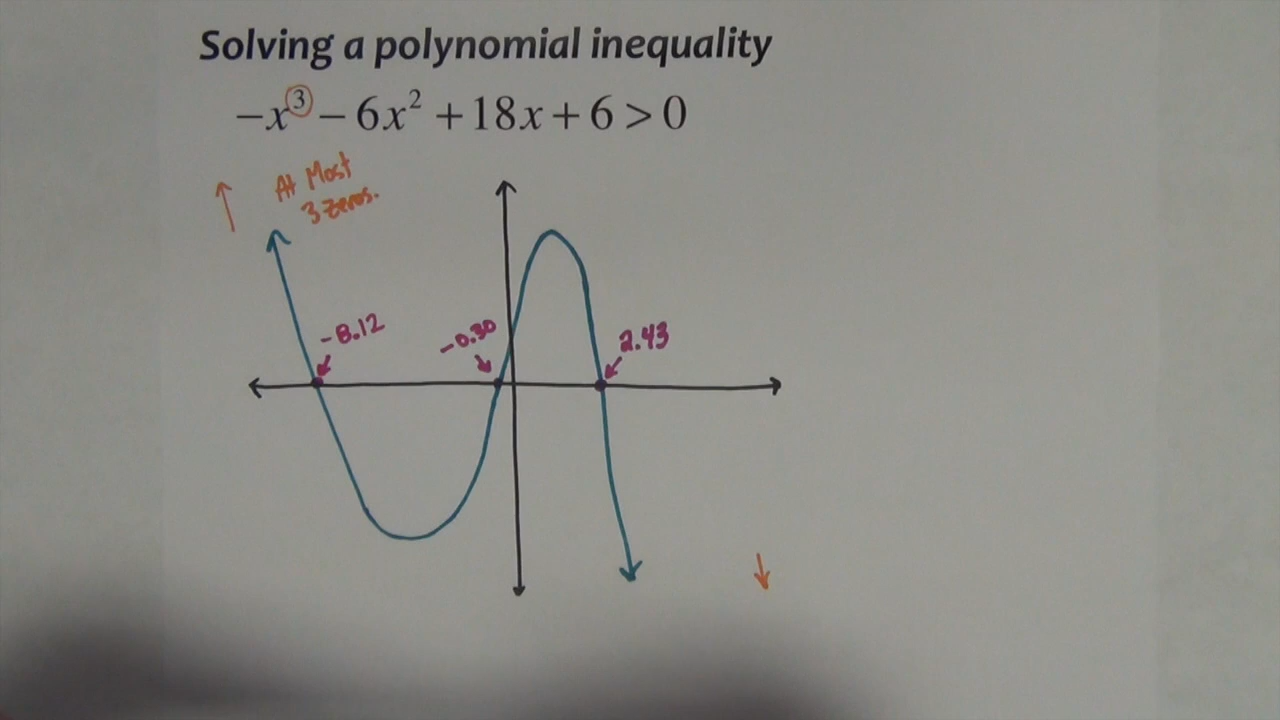 Solving a polynomial inequality
−x³ − 6x² + 18x + 6 > 0
At Most
3 zeros.
-8.12
-0.30
2.43